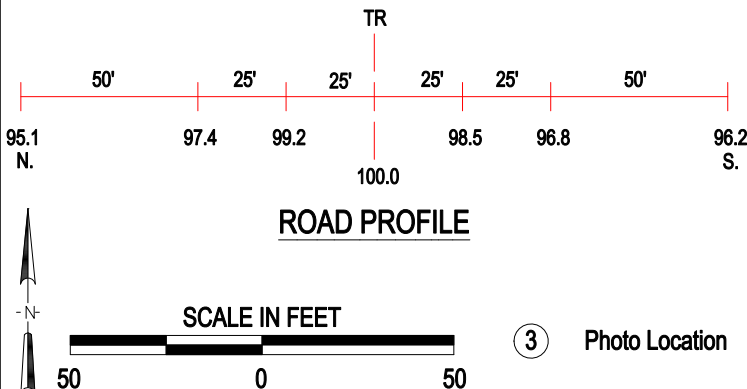 TR
50' 25' 25' 25' 25' 50'
95.1 97.4 99.2 98.5 96.8 96.2
N. S.
100.0
ROAD PROFILE
-N-
SCALE IN FEET
3 Photo Location
50 0 50